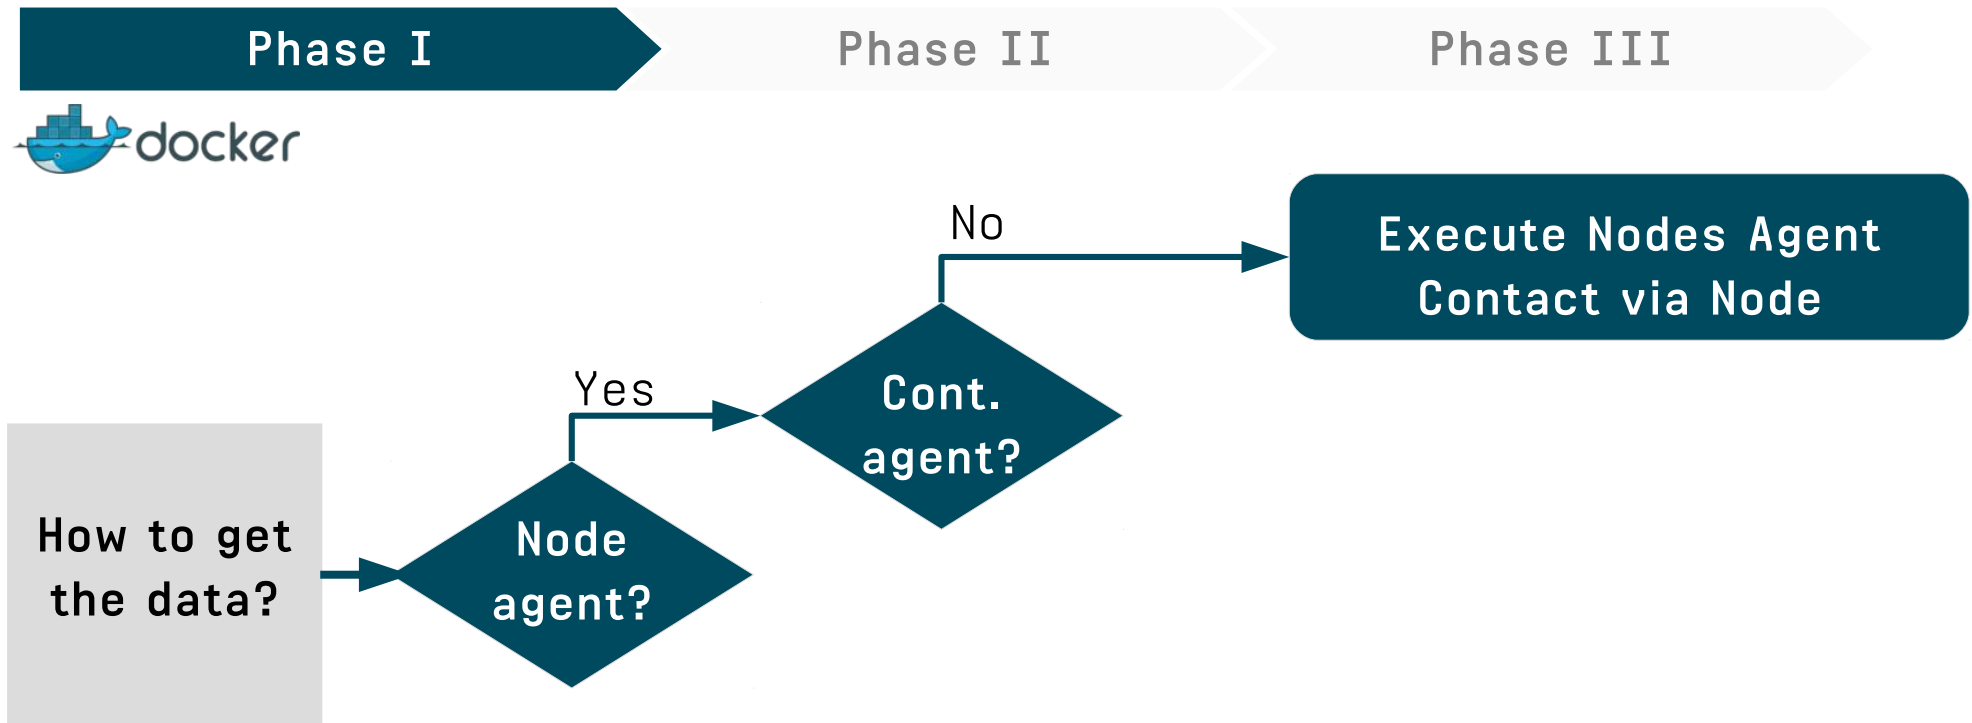 Phase I
Phase II
Phase III
docker
No
Execute Nodes Agent
Contact via Node
Yes
Cont.
agent?
How to get
the data?
Node
agent?